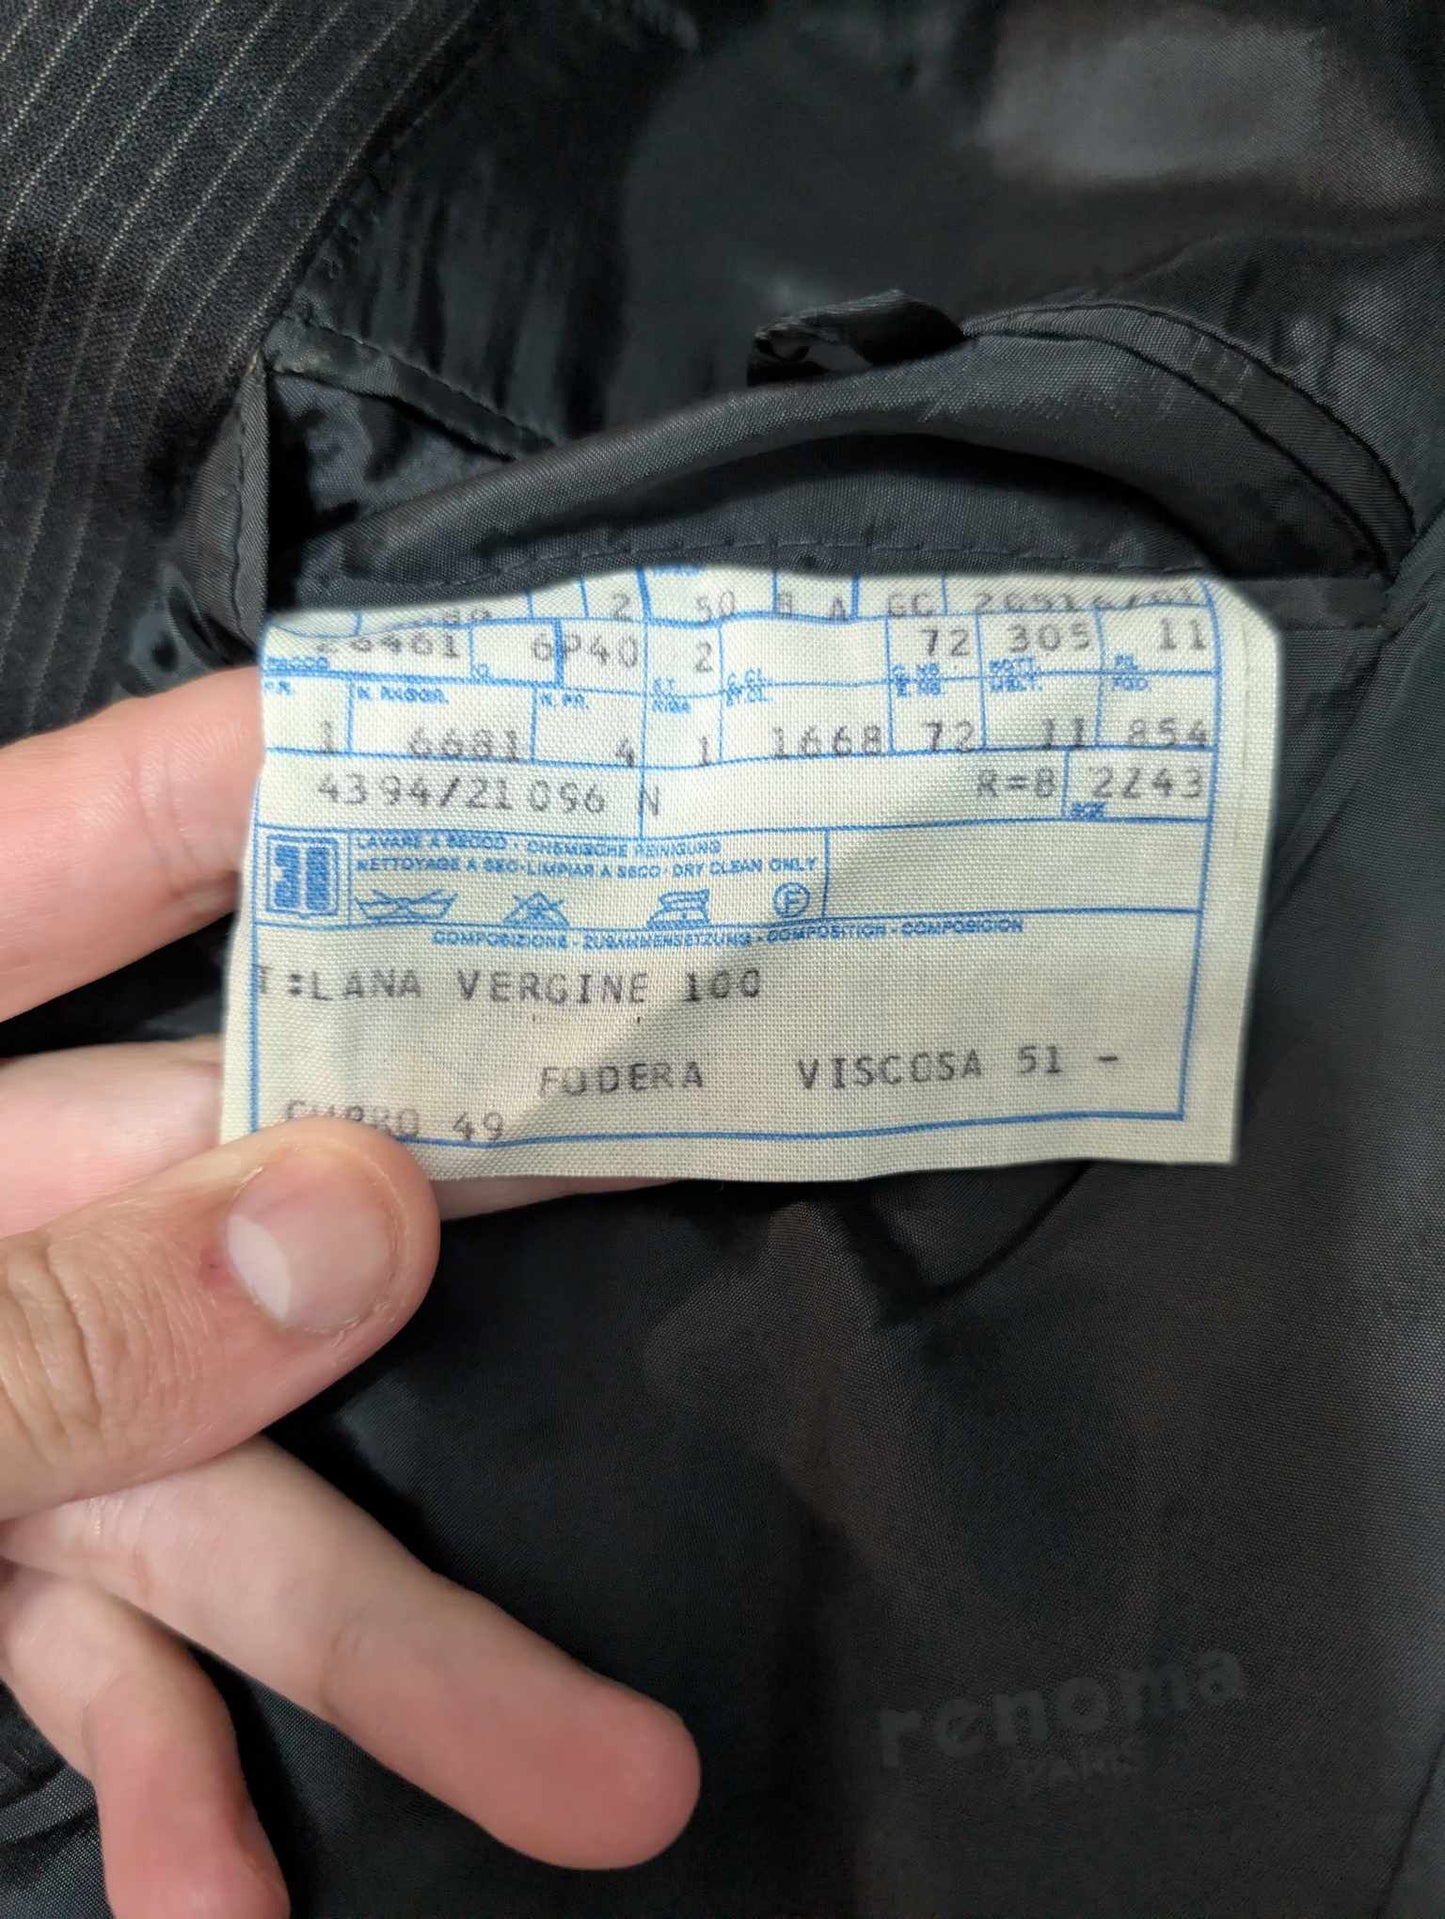 2 50 B A GC
6P40 2 72 305 11
P.R. N. RAGGR. N. PR.
1 6681 4 1 1668 72 11 854
4394/21096 N R=8 2243
LAVARE A SECCO - CHEMISCHE REINIGUNG
NETTOYAGE A SEC-LIMPIAR A SECO-DRY CLEAN ONLY
F
COMPOSIZIONE - ZUSAMMENSETZUNG - COMPOSITION - COMPOSICION
T:LANA VERGINE 100
FODERA VISCOSA 51 -
49
renoma
PARIS